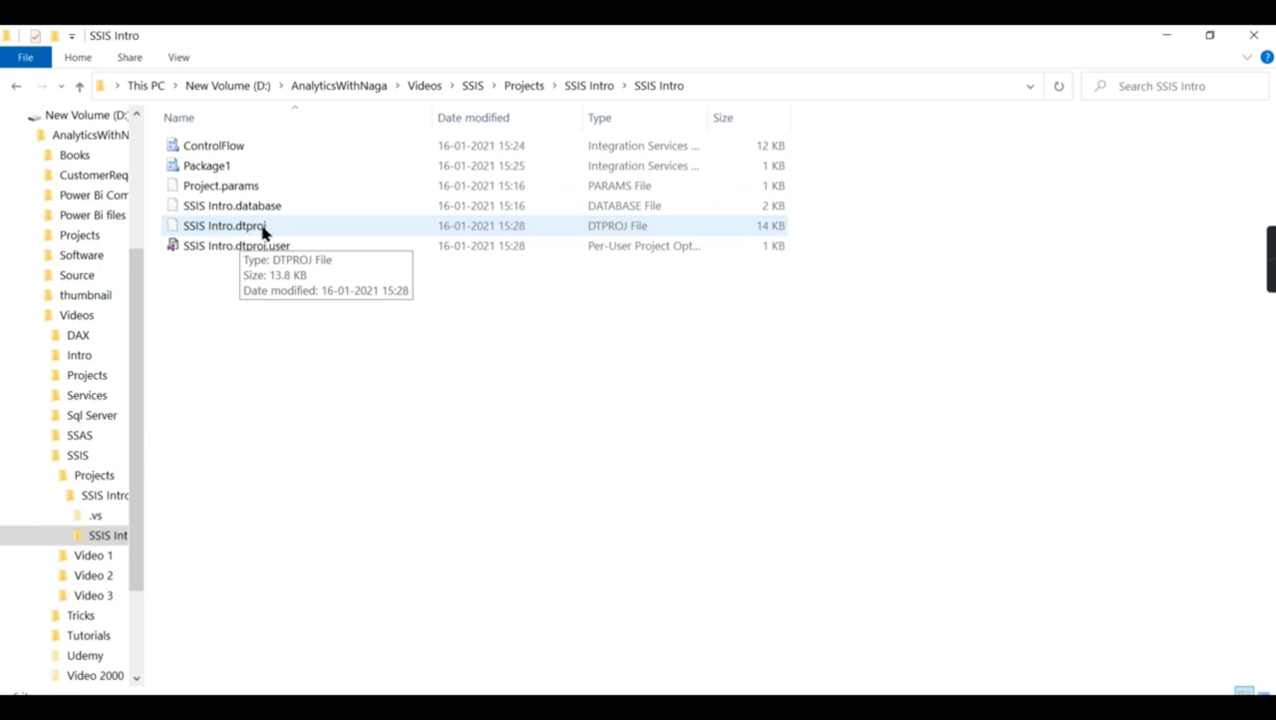 SSIS Intro
File Home Share View
This PC New Volume (D:) AnalyticsWithNaga Videos SSIS Projects SSIS Intro SSIS Intro Search SSIS Intro
New Volume (D:
AnalyticsWithN
Books
CustomerReq
Power Bi Com
Power Bi files
Projects
Software
Source
thumbnail
Videos
DAX
Intro
Projects
Services
Sql Server
SSAS
SSIS
Projects
SSIS Intro
.vs
SSIS Int
Video 1
Video 2
Video 3
Tricks
Tutorials
Udemy
Video 2000
Name Date modified Type Size
ControlFlow 16-01-2021 15:24 Integration Services ... 12 KB
Package1 16-01-2021 15:25 Integration Services ... 1 KB
Project.params 16-01-2021 15:16 PARAMS File 1 KB
SSIS Intro.database 16-01-2021 15:16 DATABASE File 2 KB
SSIS Intro.dtproj 16-01-2021 15:28 DTPROJ File 14 KB
SSIS Intro.dtproj.user 16-01-2021 15:28 Per-User Project Opt... 1 KB
Type: DTPROJ File
Size: 13.8 KB
Date modified: 16-01-2021 15:28